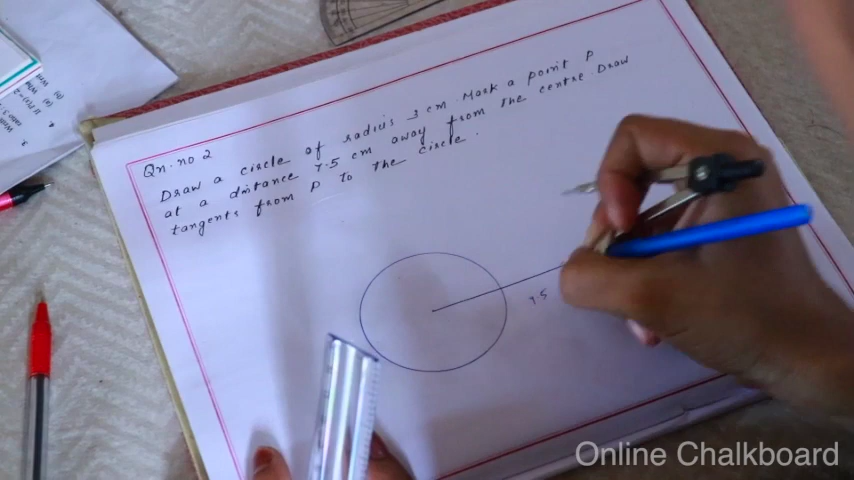 Qn. no 2
Draw a circle of radius 3 cm. Mark a point P
at a distance 7.5 cm away from the centre. Draw
tangents from P to the circle.
7.5
Online Chalkboard